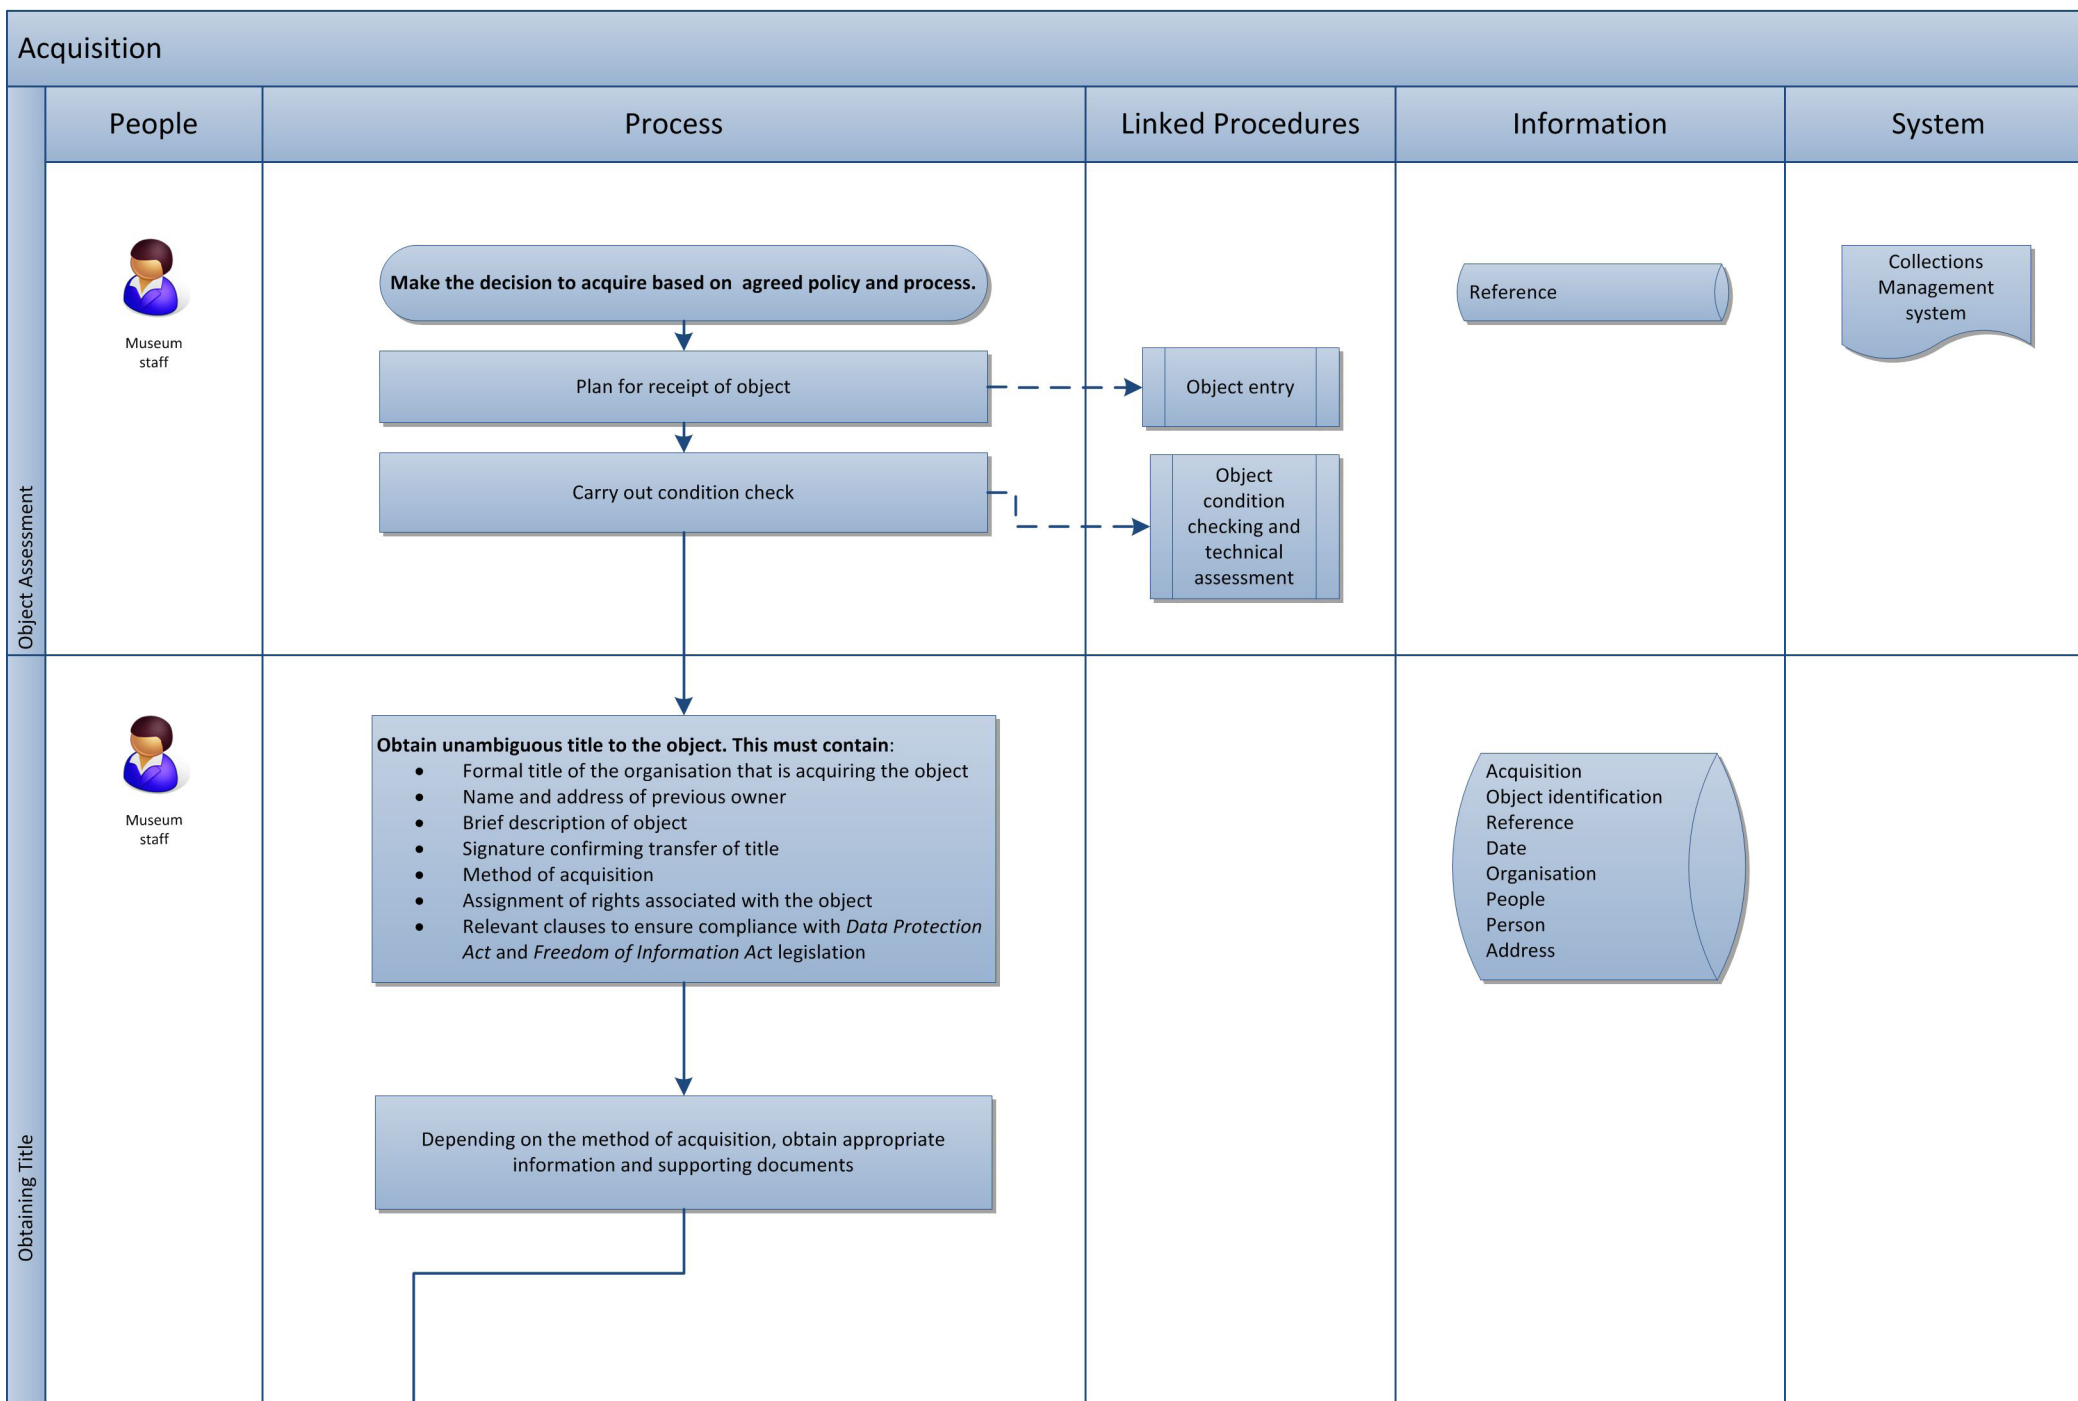 Acquisition
People
Process
Linked Procedures
Information
System
Object Assessment
Museum
staff
Make the decision to acquire based on  agreed policy and process.
Plan for receipt of object
Carry out condition check
Object entry
Object
condition
checking and
technical
assessment
Reference
Collections
Management
system
Obtaining Title
Museum
staff
Obtain unambiguous title to the object. This must contain:
• Formal title of the organisation that is acquiring the object
• Name and address of previous owner
• Brief description of object
• Signature confirming transfer of title
• Method of acquisition
• Assignment of rights associated with the object
• Relevant clauses to ensure compliance with Data Protection
Act and Freedom of Information Act legislation
Depending on the method of acquisition, obtain appropriate
information and supporting documents
Acquisition
Object identification
Reference
Date
Organisation
People
Person
Address